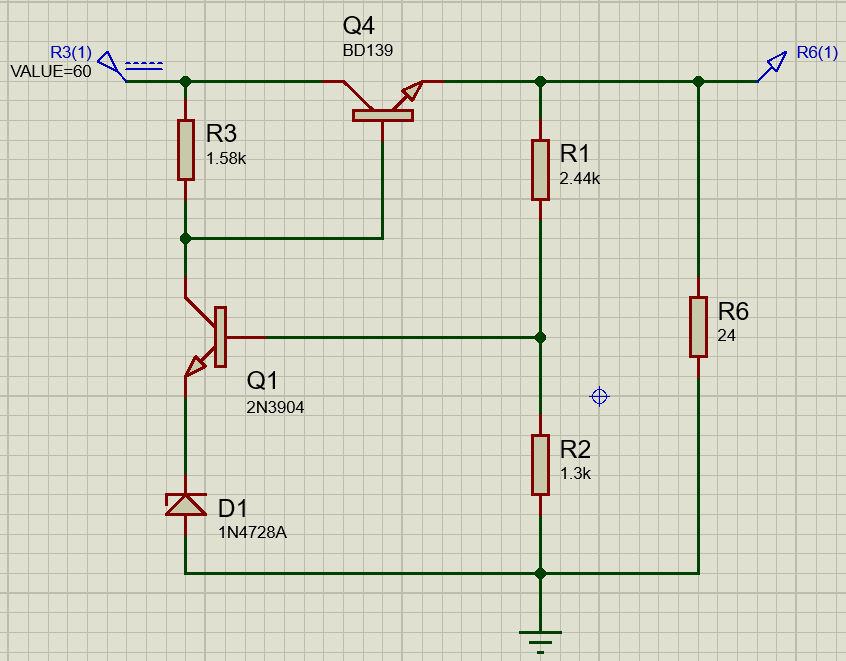 Q4
BD139
R3(1)
VALUE=60
R6(1)
R3
1.58k
R1
2.44k
R6
24
Q1
2N3904
R2
1.3k
D1
1N4728A